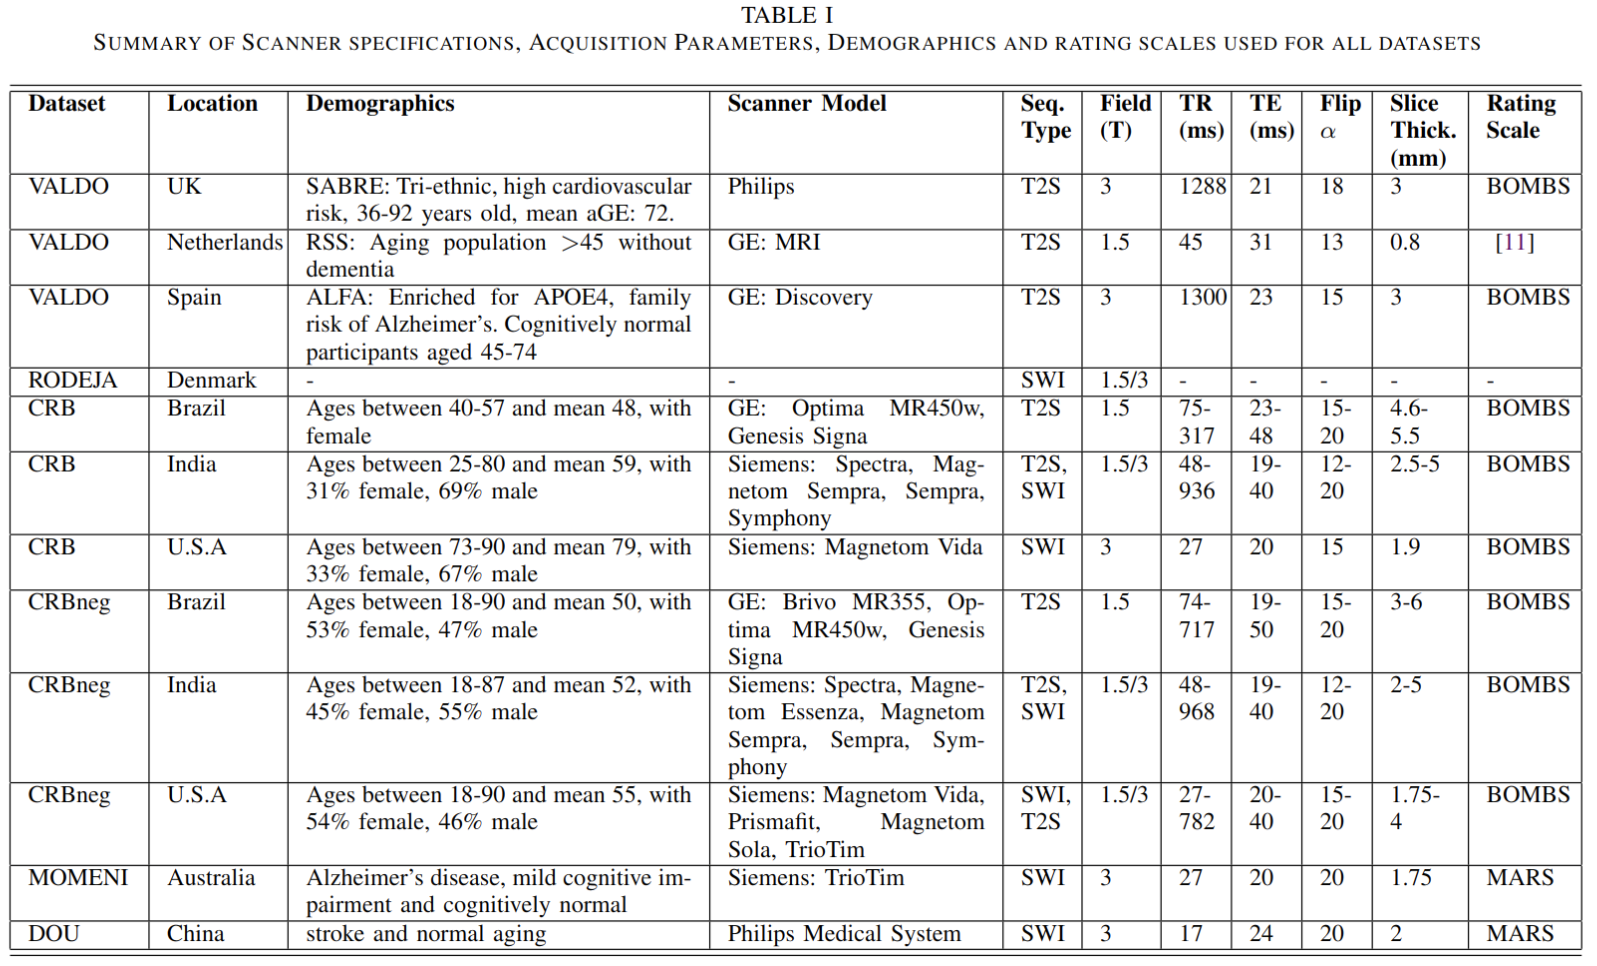 TABLE I
SUMMARY OF SCANNER SPECIFICATIONS, ACQUISITION PARAMETERS, DEMOGRAPHICS AND RATING SCALES USED FOR ALL DATASETS
Dataset Location Demographics Scanner Model Seq. Field TR TE Flip Slice Rating
Type (T) (ms) (ms) α Thick. Scale
(mm)
VALDO UK SABRE: Tri-ethnic, high cardiovascular Philips T2S 3 1288 21 18 3 BOMBS
risk, 36-92 years old, mean aGE: 72.
VALDO Netherlands RSS: Aging population >45 without GE: MRI T2S 1.5 45 31 13 0.8 [11]
dementia
VALDO Spain ALFA: Enriched for APOE4, family GE: Discovery T2S 3 1300 23 15 3 BOMBS
risk of Alzheimer's. Cognitively normal
participants aged 45-74
RODEJA Denmark - - SWI 1.5/3 - - - - -
CRB Brazil Ages between 40-57 and mean 48, with GE: Optima MR450w, T2S 1.5 75- 23- 15- 4.6- BOMBS
female Genesis Signa 317 48 20 5.5
CRB India Ages between 25-80 and mean 59, with Siemens: Spectra, Mag- T2S, 1.5/3 48- 19- 12- 2.5-5 BOMBS
31% female, 69% male netom Sempra, Sempra, SWI 936 40 20
Symphony
CRB U.S.A Ages between 73-90 and mean 79, with Siemens: Magnetom Vida SWI 3 27 20 15 1.9 BOMBS
33% female, 67% male
CRBneg Brazil Ages between 18-90 and mean 50, with GE: Brivo MR355, Op- T2S 1.5 74- 19- 15- 3-6 BOMBS
53% female, 47% male tima MR450w, Genesis 717 50 20
Signa
CRBneg India Ages between 18-87 and mean 52, with Siemens: Spectra, Magne- T2S, 1.5/3 48- 19- 12- 2-5 BOMBS
45% female, 55% male tom Essenza, Magnetom SWI 968 40 20
Sempra, Sempra, Sym-
phony
CRBneg U.S.A Ages between 18-90 and mean 55, with Siemens: Magnetom Vida, SWI, 1.5/3 27- 20- 15- 1.75- BOMBS
54% female, 46% male Prismafit, Magnetom T2S 782 40 20 4
Sola, TrioTim
MOMENI Australia Alzheimer's disease, mild cognitive im- Siemens: TrioTim SWI 3 27 20 20 1.75 MARS
pairment and cognitively normal
DOU China stroke and normal aging Philips Medical System SWI 3 17 24 20 2 MARS